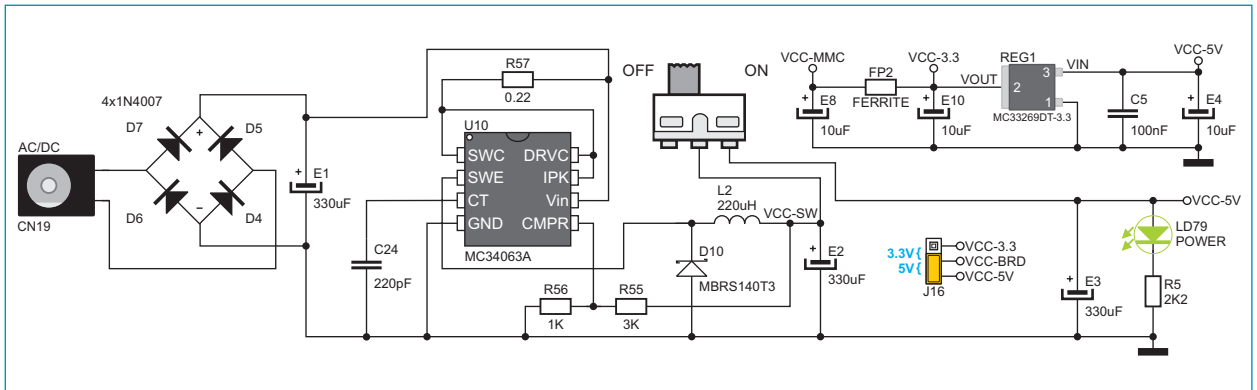 4x1N4007
D7
D5
AC/DC
+
−
D6
D4
CN19
+
E1
330uF
R57
0.22
U10
SWC
DRVC
SWE
IPK
CT
Vin
GND
CMPR
MC34063A
C24
220pF
R56
1K
R55
3K
OFF
ON
L2
220uH
VCC-SW
D10
MBRS140T3
+
E2
330uF
VCC-MMC
FP2
FERRITE
VCC-3.3
+
E8
10uF
+
E10
10uF
REG1
VOUT
VIN
3
2
1
MC33269DT-3.3
VCC-5V
C5
100nF
+
E4
10uF
3.3V{
5V{
VCC-3.3
VCC-BRD
VCC-5V
J16
+
E3
330uF
VCC-5V
LD79
POWER
R5
2K2